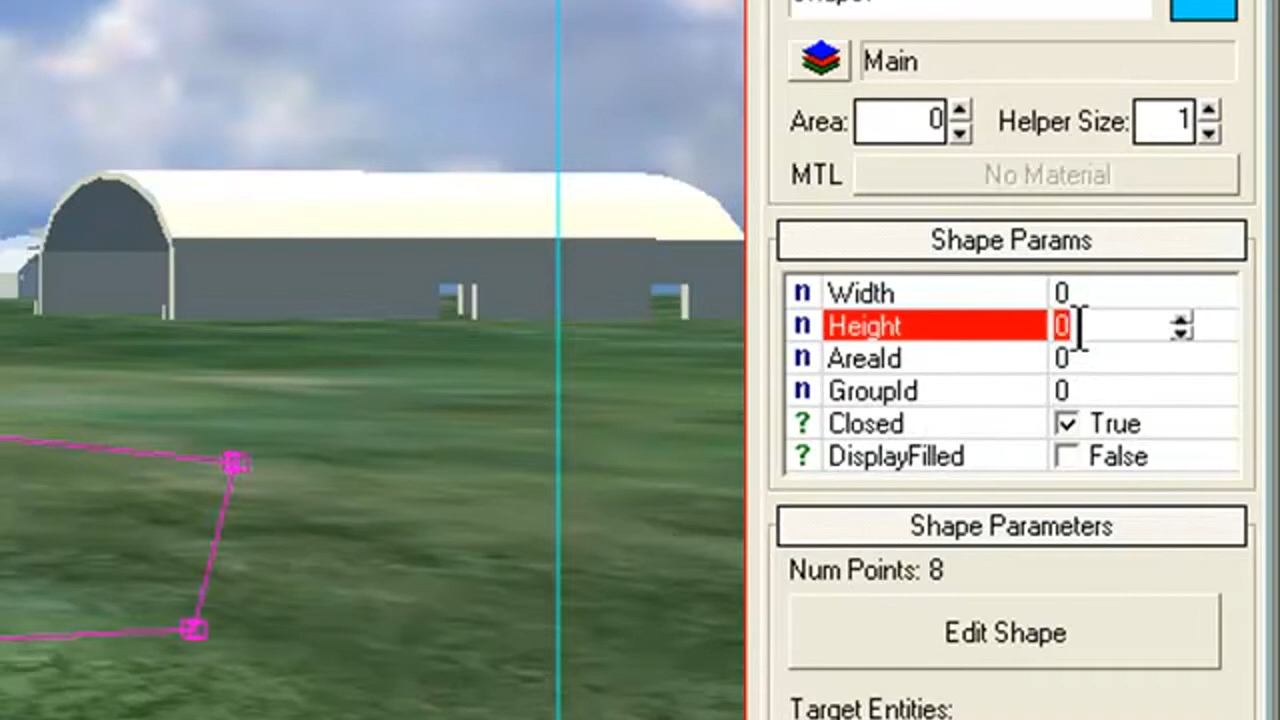 Main
Area: 0 Helper Size: 1
MTL No Material
Shape Params
n Width 0
n Height 0
n AreaId 0
n GroupId 0
? Closed True
? DisplayFilled False
Shape Parameters
Num Points: 8
Edit Shape
Target Entities: